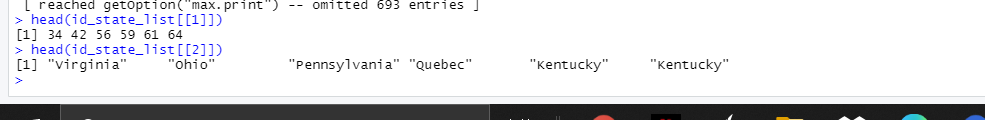 [ reached getOption("max.print") -- omitted 693 entries ]
> head(id_state_list[[1]])
[1] 34 42 56 59 61 64
> head(id_state_list[[2]])
[1] "Virginia"     "Ohio"         "Pennsylvania" "Quebec"       "Kentucky"     "Kentucky"
>